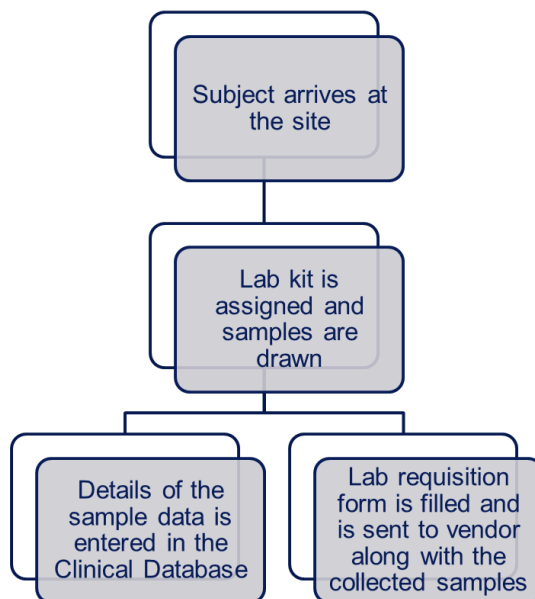 Subject arrives at
the site
Lab kit is
assigned and
samples are
drawn
Details of the
sample data is
entered in the
Clinical Database
Lab requisition
form is filled and
is sent to vendor
along with the
collected samples